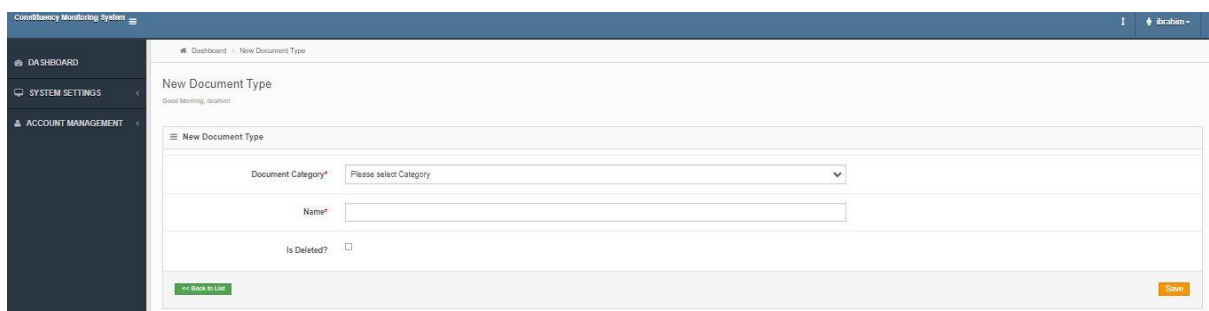 Constituency Monitoring System
ibrahim
Dashboard / New Document Type
DASHBOARD
SYSTEM SETTINGS
ACCOUNT MANAGEMENT
New Document Type
Good Morning, ibrahim!
New Document Type
Document Category*
Please select Category
Name*
Is Deleted?
<< Back to List
Save